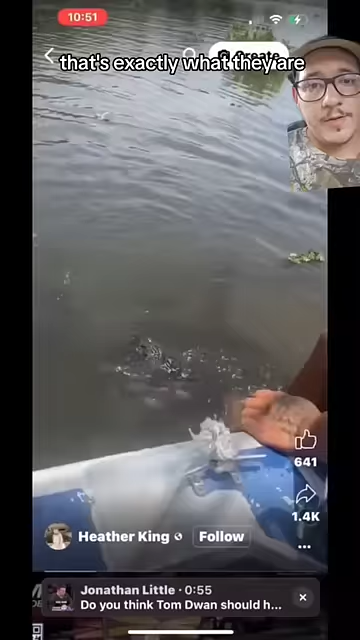 10:51
that's exactly what they are
641
1.4K
Heather King
Follow
Jonathan Little · 0:55
Do you think Tom Dwan should h...